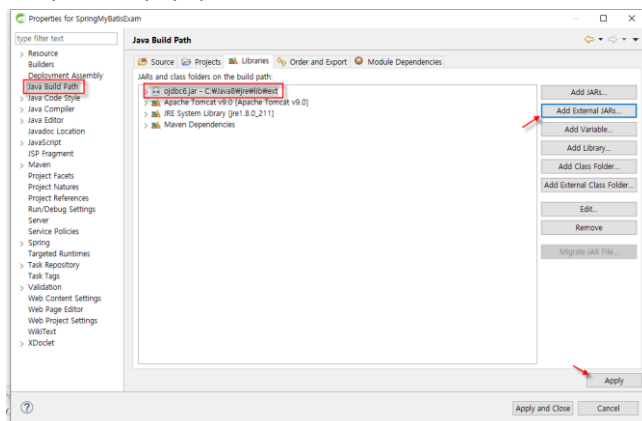 Properties for SpringMyBatisExam
type filter text
Java Build Path
Resource
Builders
Deployment Assembly
Java Build Path
Java Code Style
Java Compiler
Java Editor
Javadoc Location
JavaScript
JSP Fragment
Maven
Project Facets
Project Natures
Project References
Run/Debug Settings
Server
Service Policies
Spring
Targeted Runtimes
Task Repository
Task Tags
Validation
Web Content Settings
Web Page Editor
Web Project Settings
WikiText
XDoclet
Source
Projects
Libraries
Order and Export
Module Dependencies
JARs and class folders on the build path:
ojdbc6.jar - C:₩Java8₩jre₩lib₩ext
Apache Tomcat v9.0 [Apache Tomcat v9.0]
JRE System Library [jre1.8.0_211]
Maven Dependencies
Add JARs...
Add External JARs...
Add Variable...
Add Library...
Add Class Folder...
Add External Class Folder...
Edit...
Remove
Migrate JAR File...
Apply
Apply and Close
Cancel